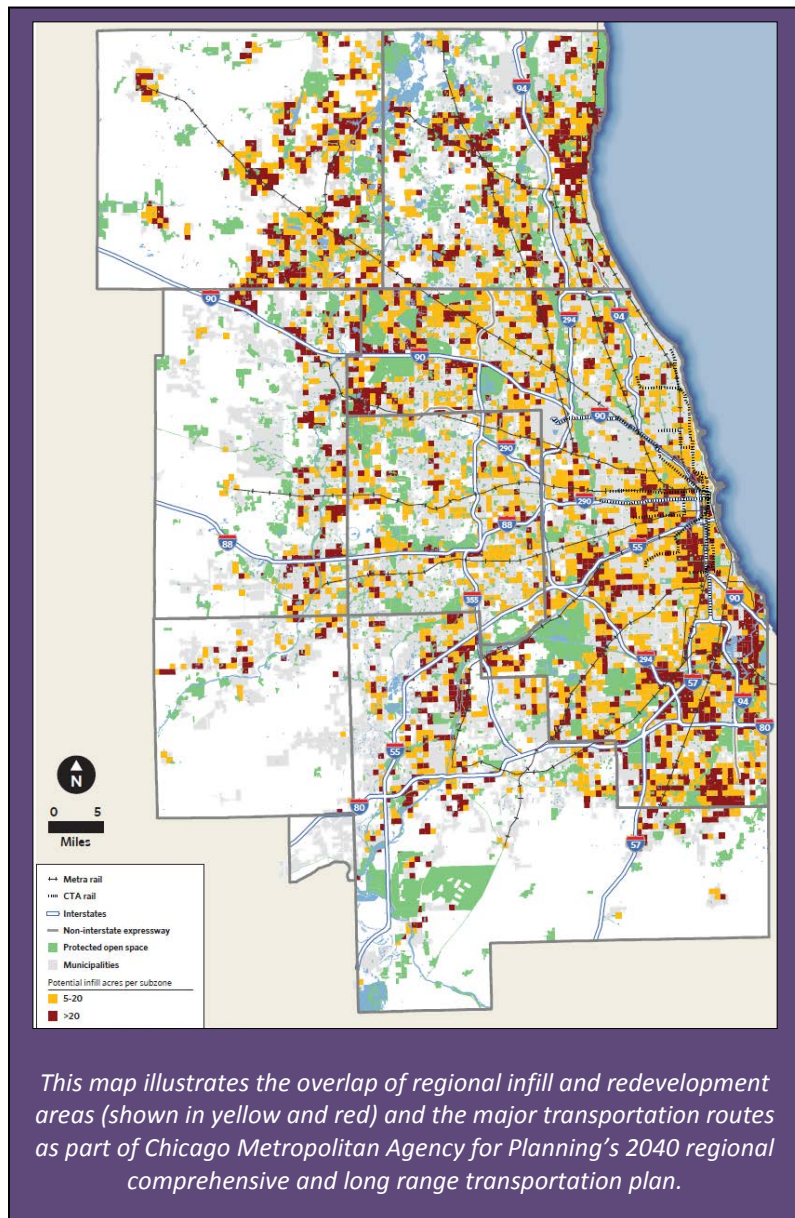 94
90
294
94
90
90
290
290
88
55
88
355
90
294
57
94
80
55
80
57
N
0 5
Miles
Metra rail
CTA rail
Interstates
Non-interstate expressway
Protected open space
Municipalities
Potential infill acres per subzone
5-20
>20
This map illustrates the overlap of regional infill and redevelopment
areas (shown in yellow and red) and the major transportation routes
as part of Chicago Metropolitan Agency for Planning's 2040 regional
comprehensive and long range transportation plan.